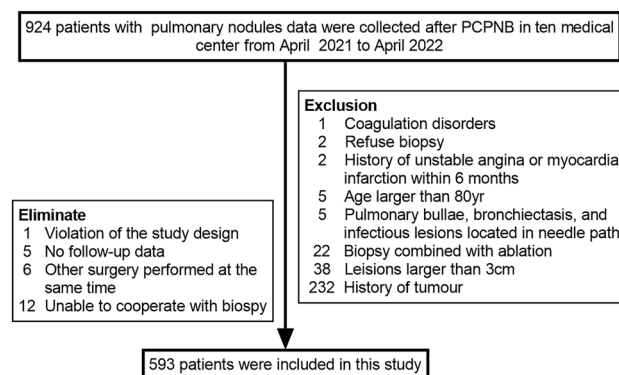 924 patients with pulmonary nodules data were collected after PCPNB in ten medical
center from April 2021 to April 2022
Exclusion
1 Coagulation disorders
2 Refuse biopsy
2 History of unstable angina or myocardia
infarction within 6 months
5 Age larger than 80yr
5 Pulmonary bullae, bronchiectasis, and
infectious lesions located in needle path
22 Biopsy combined with ablation
38 Leisions larger than 3cm
232 History of tumour
Eliminate
1 Violation of the study design
5 No follow-up data
6 Other surgery performed at the
same time
12 Unable to cooperate with biospy
593 patients were included in this study